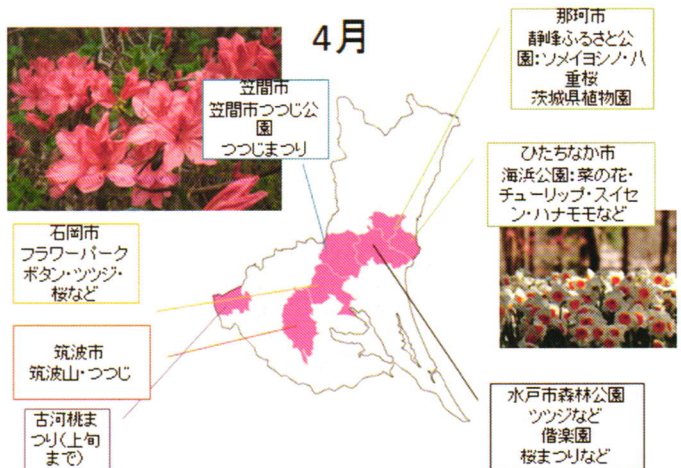 4月
那珂市
静峰ふるさと公
園:ソメイヨシノ・八
重桜
茨城県植物園
笠間市
笠間市つつじ公
園
つつじまつり
ひたちなか市
海浜公園:菜の花・
チューリップ・スイセ
ン・ハナモモなど
石岡市
フラワーパーク
ボタン・ツツジ・
桜など
筑波市
筑波山・つつじ
古河桃ま
つり(上旬
まで)
水戸市森林公園
ツツジなど
偕楽園
桜まつりなど